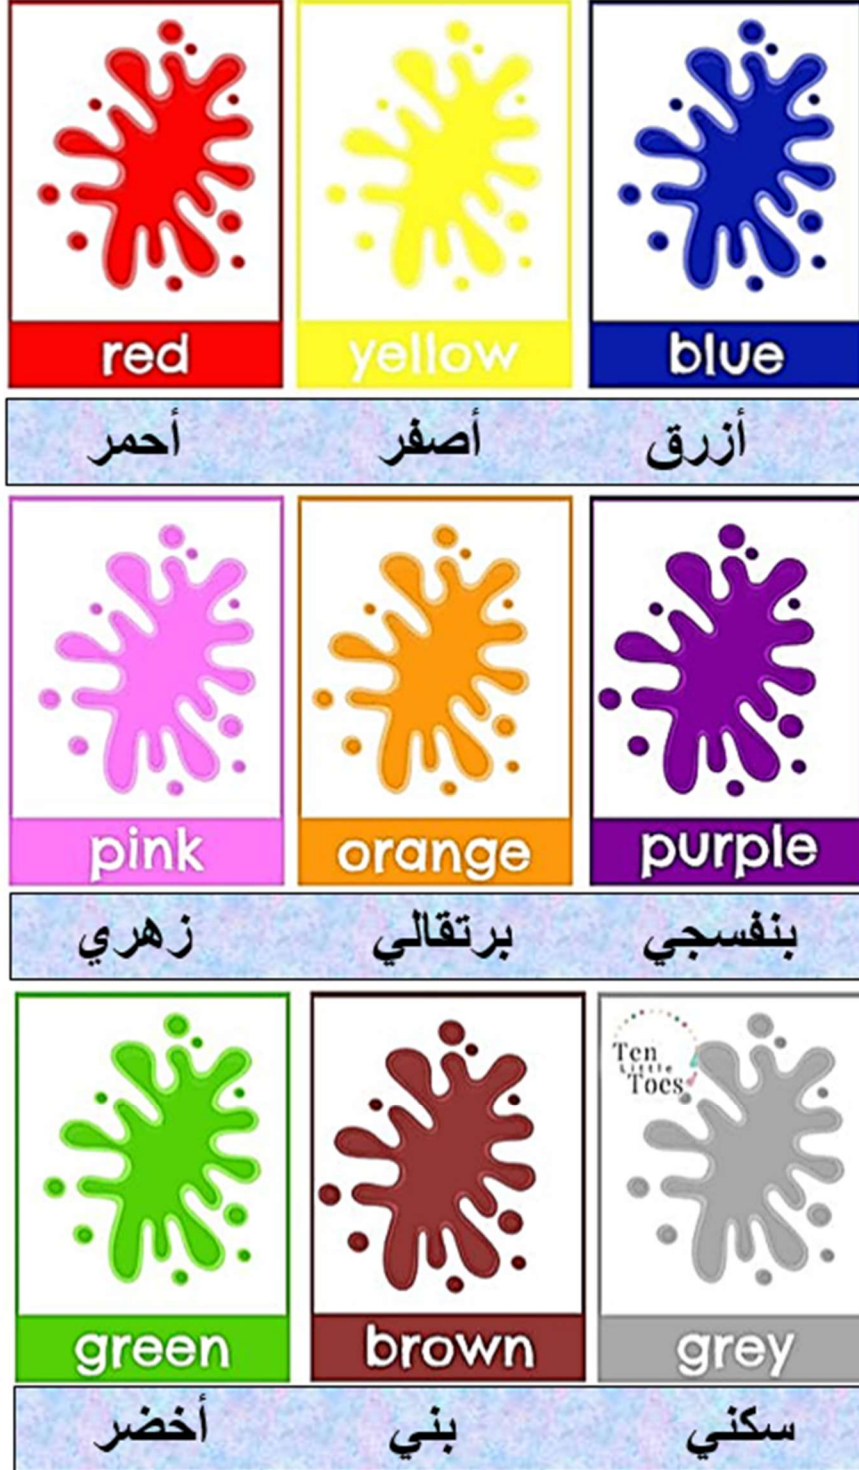 red yellow blue
أحمر أصفر أزرق
pink orange purple
زهري برتقالي بنفسجي
Ten
Little
Toes
green brown grey
أخضر بني سكني